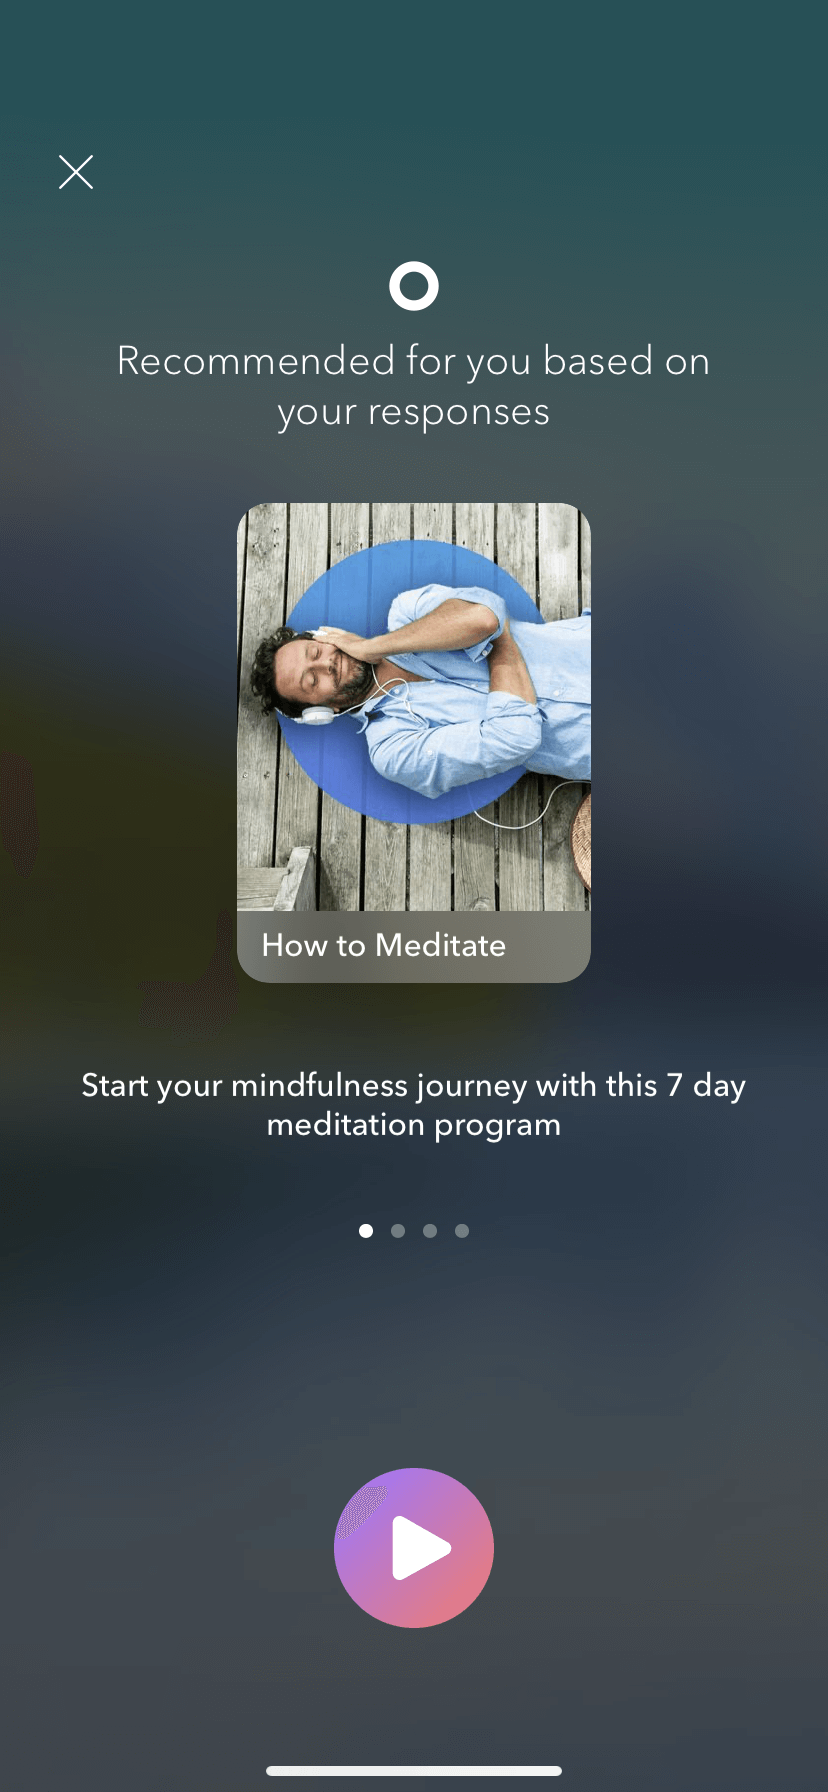 Recommended for you based on
your responses
How to Meditate
Start your mindfulness journey with this 7 day
meditation program